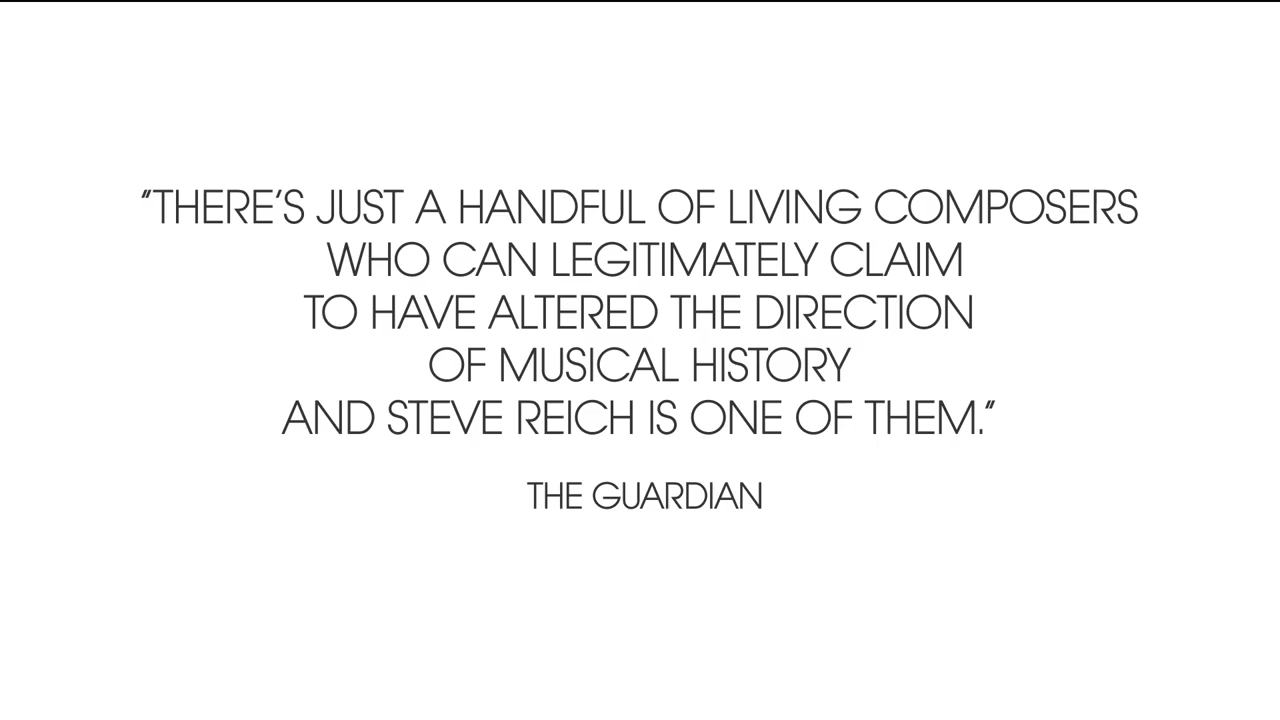 "THERE'S JUST A HANDFUL OF LIVING COMPOSERS
WHO CAN LEGITIMATELY CLAIM
TO HAVE ALTERED THE DIRECTION
OF MUSICAL HISTORY
AND STEVE REICH IS ONE OF THEM."
THE GUARDIAN